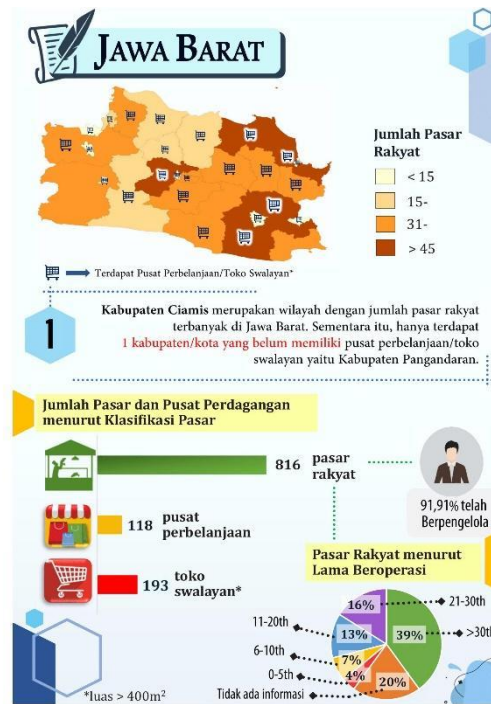 JAWA BARAT
Jumlah Pasar
Rakyat
< 15
15-
31-
> 45
Terdapat Pusat Perbelanjaan/Toko Swalayan*
1
Kabupaten Ciamis merupakan wilayah dengan jumlah pasar rakyat
terbanyak di Jawa Barat. Sementara itu, hanya terdapat
1 kabupaten/kota yang belum memiliki pusat perbelanjaan/toko
swalayan yaitu Kabupaten Pangandaran.
Jumlah Pasar dan Pusat Perdagangan
menurut Klasifikasi Pasar
816 pasar
rakyat
118 pusat
perbelanjaan
193 toko
swalayan*
91,91% telah
Berpengelola
Pasar Rakyat menurut
Lama Beroperasi
16%
21-30th
11-20th
13%
39%
>30th
6-10th
7%
0-5th
4%
20%
Tidak ada informasi
*luas > 400m²